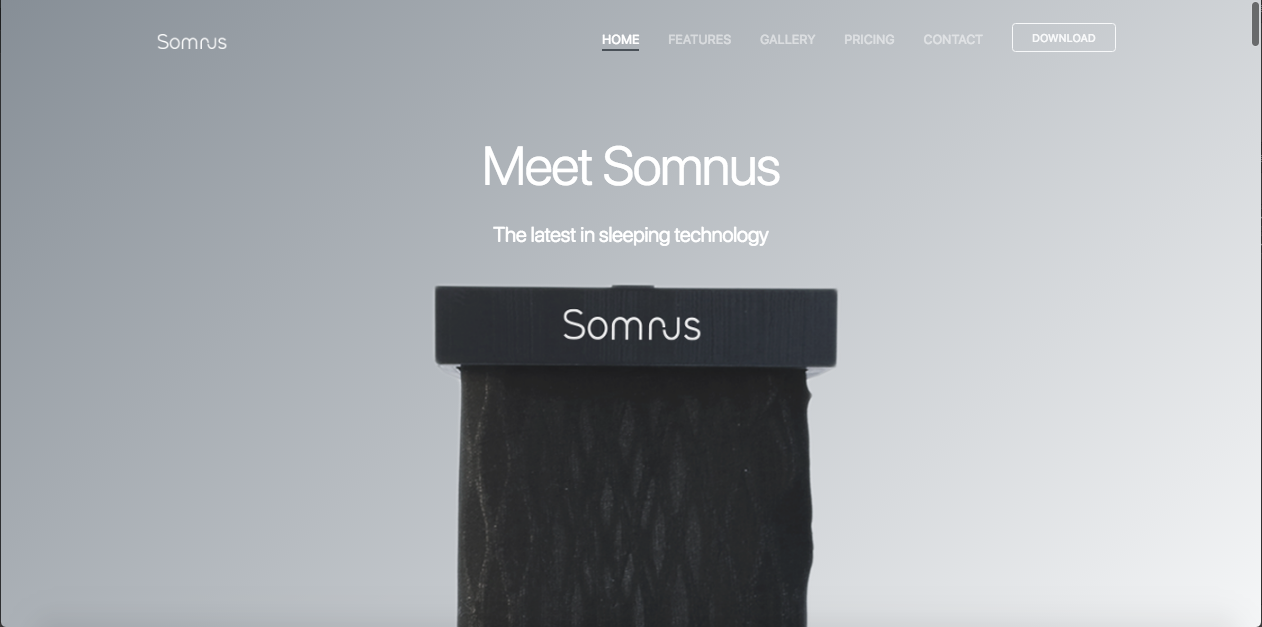 Somnus
HOME FEATURES GALLERY PRICING CONTACT DOWNLOAD
Meet Somnus
The latest in sleeping technology
Somnus